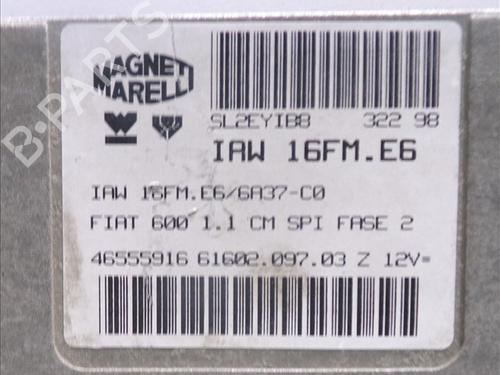 MAGNETI
MARELLI
SL2EYIB8 322 98
IAW 16FM.E6
IAW 16FM.E6/6A37-C0
FIAT 600 1.1 CM SPI FASE 2
46555916 61602.097.03 Z 12V=
B-PARTS